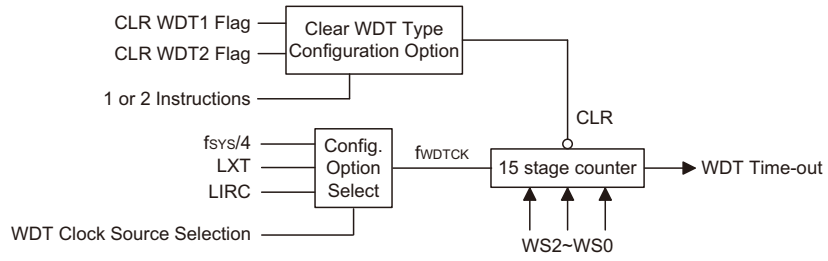 CLR WDT1 Flag
CLR WDT2 Flag
1 or 2 Instructions
Clear WDT Type
Configuration Option
CLR
fSYS/4
LXT
LIRC
WDT Clock Source Selection
Config.
Option
Select
fWDTCK
15 stage counter
WDT Time-out
WS2~WS0